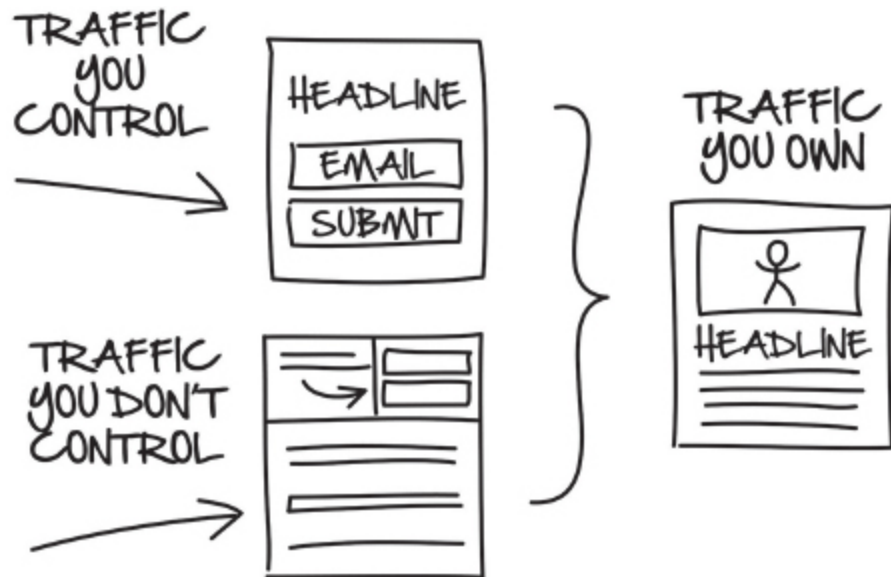 TRAFFIC
YOU
CONTROL
HEADLINE
EMAIL
SUBMIT
TRAFFIC
YOU DON'T
CONTROL
TRAFFIC
YOU OWN
HEADLINE